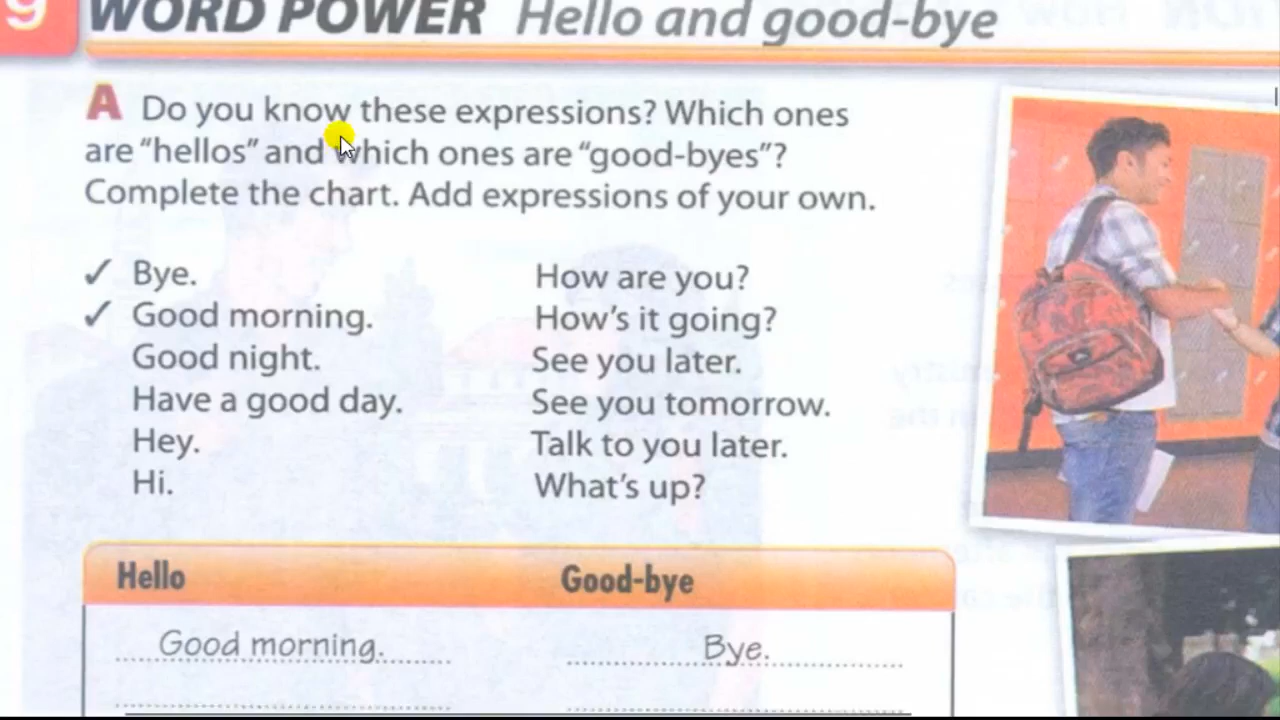 9 WORD POWER Hello and good-bye
A Do you know these expressions? Which ones
are “hellos” and which ones are “good-byes”?
Complete the chart. Add expressions of your own.
✓ Bye.
✓ Good morning.
Good night.
Have a good day.
Hey.
Hi.
How are you?
How’s it going?
See you later.
See you tomorrow.
Talk to you later.
What’s up?
Hello Good-bye
Good morning. Bye.